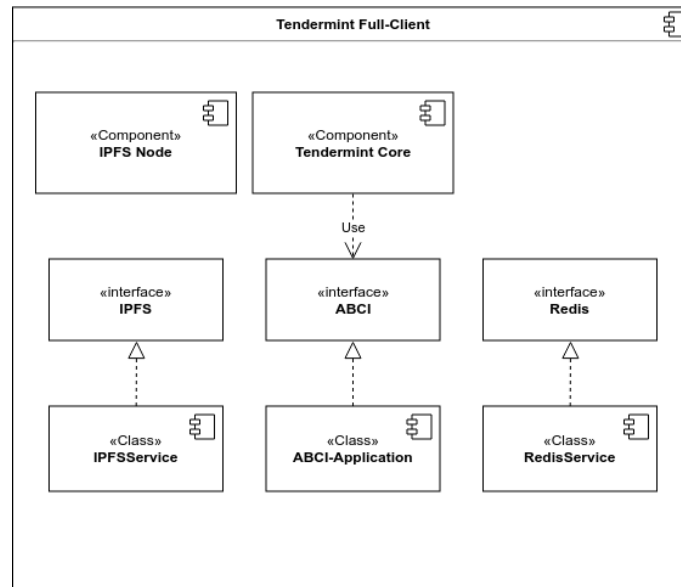 Tendermint Full-Client
«Component»
IPFS Node
«Component»
Tendermint Core
Use
«interface»
IPFS
«interface»
ABCI
«interface»
Redis
«Class»
IPFSService
«Class»
ABCI-Application
«Class»
RedisService